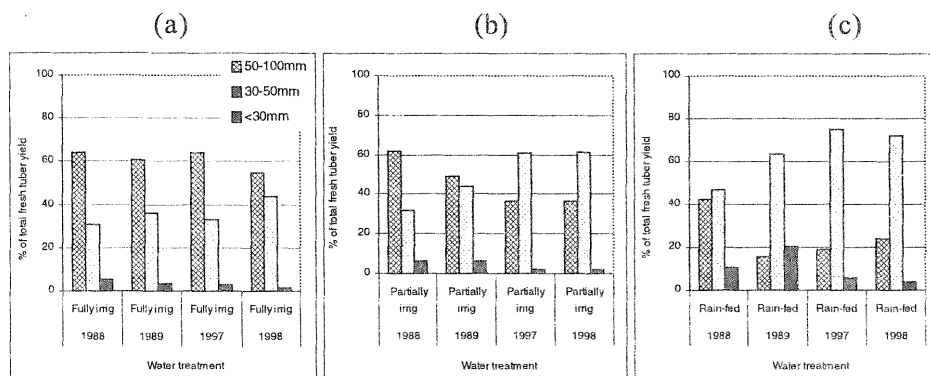 (a)
% of total fresh tuber yield
100
80
60
40
20
0
50-100mm
30-50mm
<30mm
Fully irrig Fully irrig Fully irrig Fully irrig
1988 1989 1997 1998
Water treatment
(b)
% of total fresh tuber yield
100
80
60
40
20
0
Partially Partially Partially Partially
irrig irrig irrig irrig
1988 1989 1997 1998
Water treatment
(c)
% of total fresh tuber yield
100
80
60
40
20
0
Rain-fed Rain-fed Rain-fed Rain-fed
1988 1989 1997 1998
Water treatment